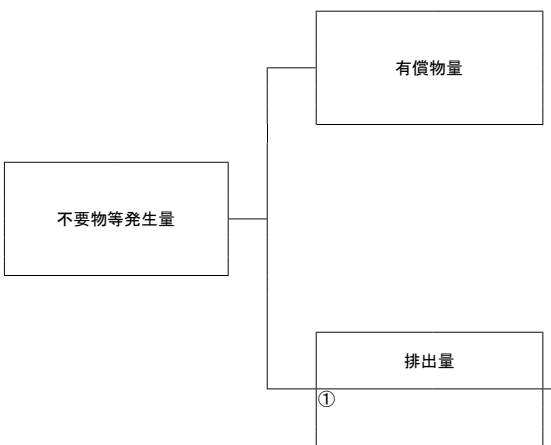 有償物量
不要物等発生量
排出量
①